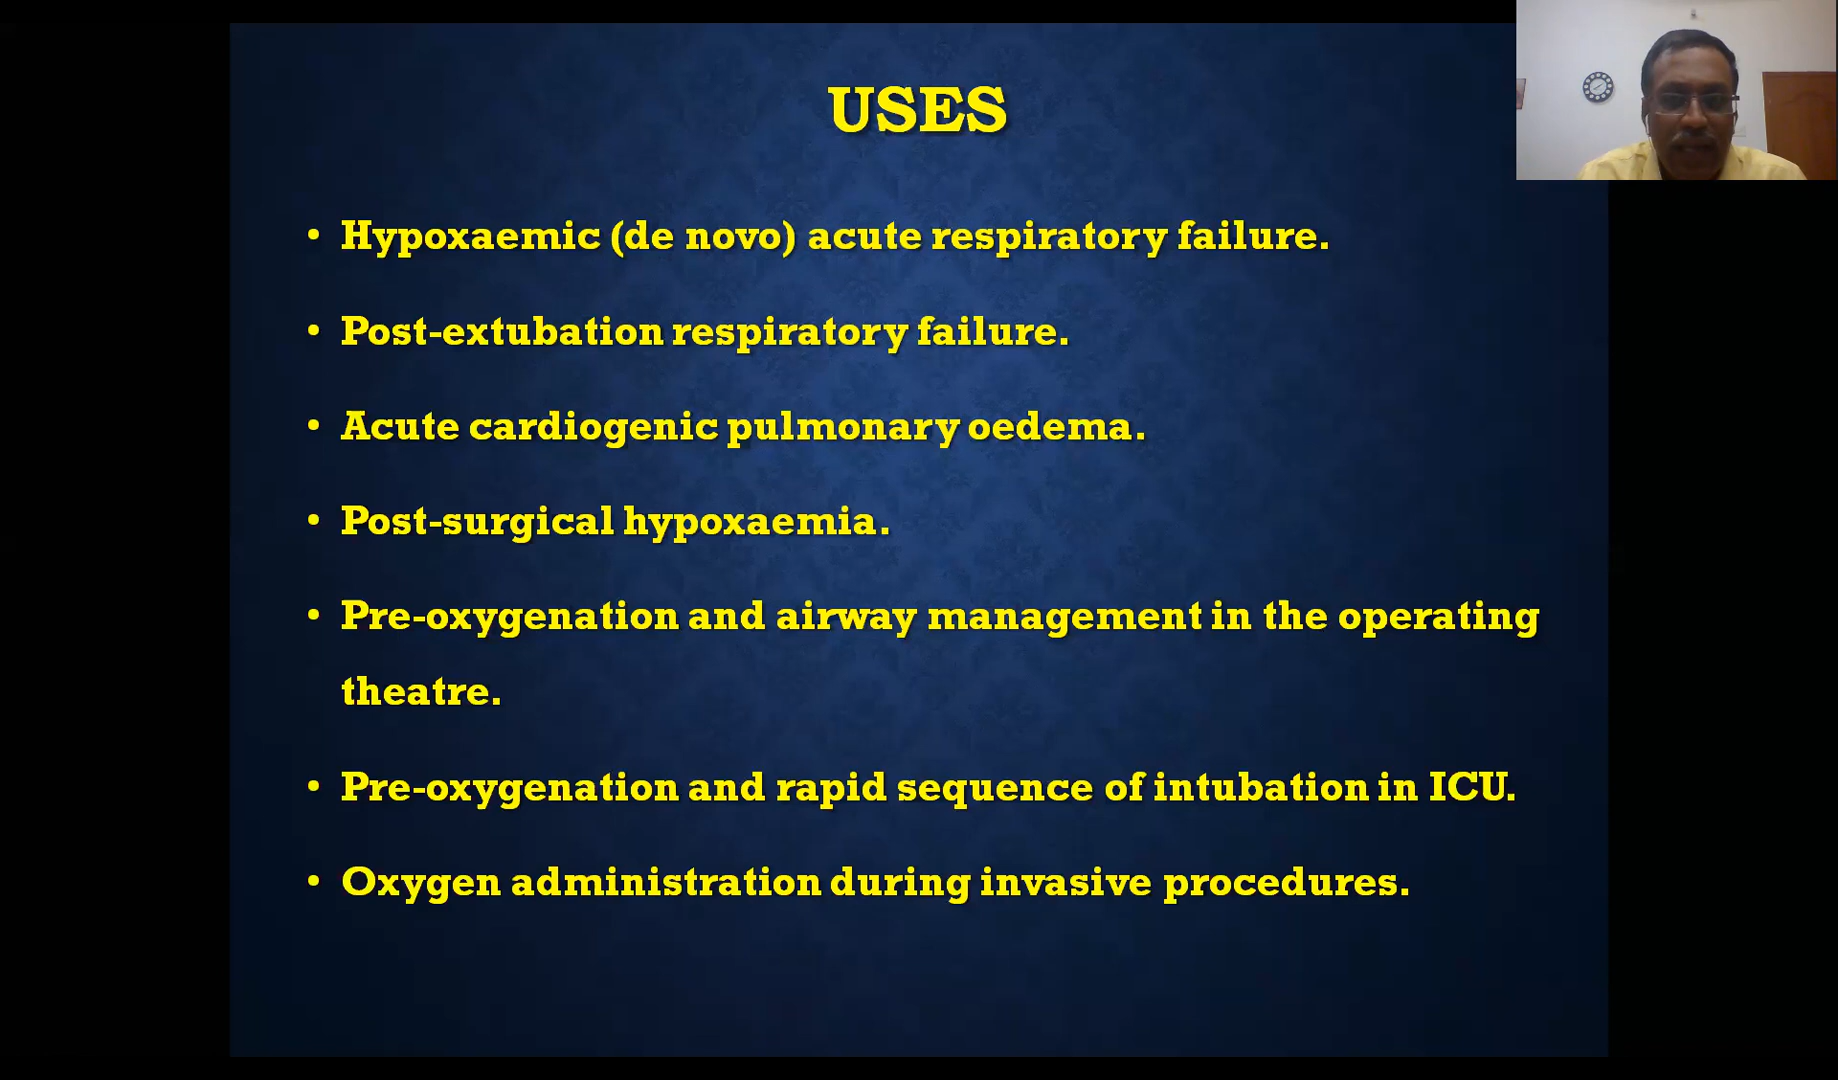 USES
• Hypoxaemic (de novo) acute respiratory failure.
• Post-extubation respiratory failure.
• Acute cardiogenic pulmonary oedema.
• Post-surgical hypoxaemia.
• Pre-oxygenation and airway management in the operating
theatre.
• Pre-oxygenation and rapid sequence of intubation in ICU.
• Oxygen administration during invasive procedures.